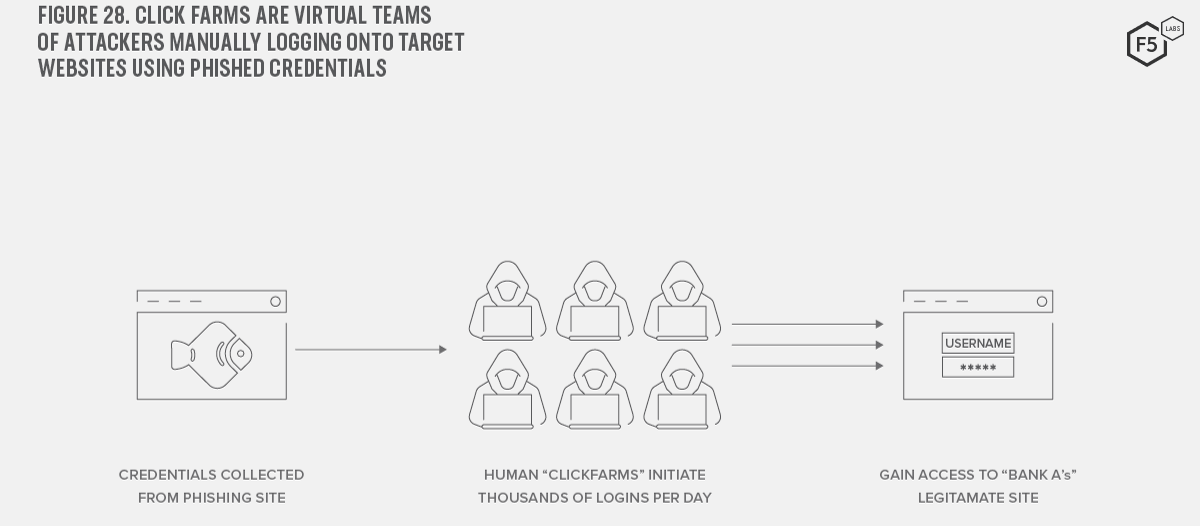 FIGURE 28. CLICK FARMS ARE VIRTUAL TEAMS
OF ATTACKERS MANUALLY LOGGING ONTO TARGET
WEBSITES USING PHISHED CREDENTIALS
F5
LABS
USERNAME
*****
CREDENTIALS COLLECTED
FROM PHISHING SITE
HUMAN “CLICKFARMS” INITIATE
THOUSANDS OF LOGINS PER DAY
GAIN ACCESS TO “BANK A’s”
LEGITAMATE SITE